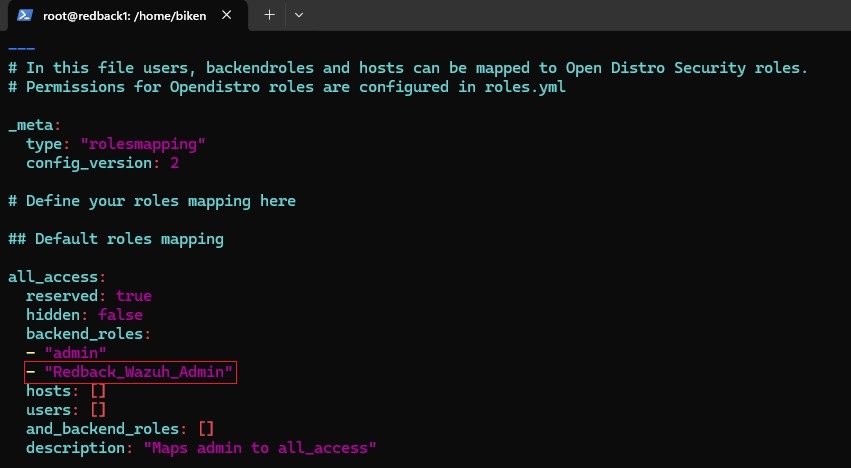 root@redback1: /home/biken
---
# In this file users, backendroles and hosts can be mapped to Open Distro Security roles.
# Permissions for Opendistro roles are configured in roles.yml
_meta:
  type: "rolesmapping"
  config_version: 2
# Define your roles mapping here
## Default roles mapping
all_access:
  reserved: true
  hidden: false
  backend_roles:
  - "admin"
  - "Redback_Wazuh_Admin"
  hosts: []
  users: []
  and_backend_roles: []
  description: "Maps admin to all_access"